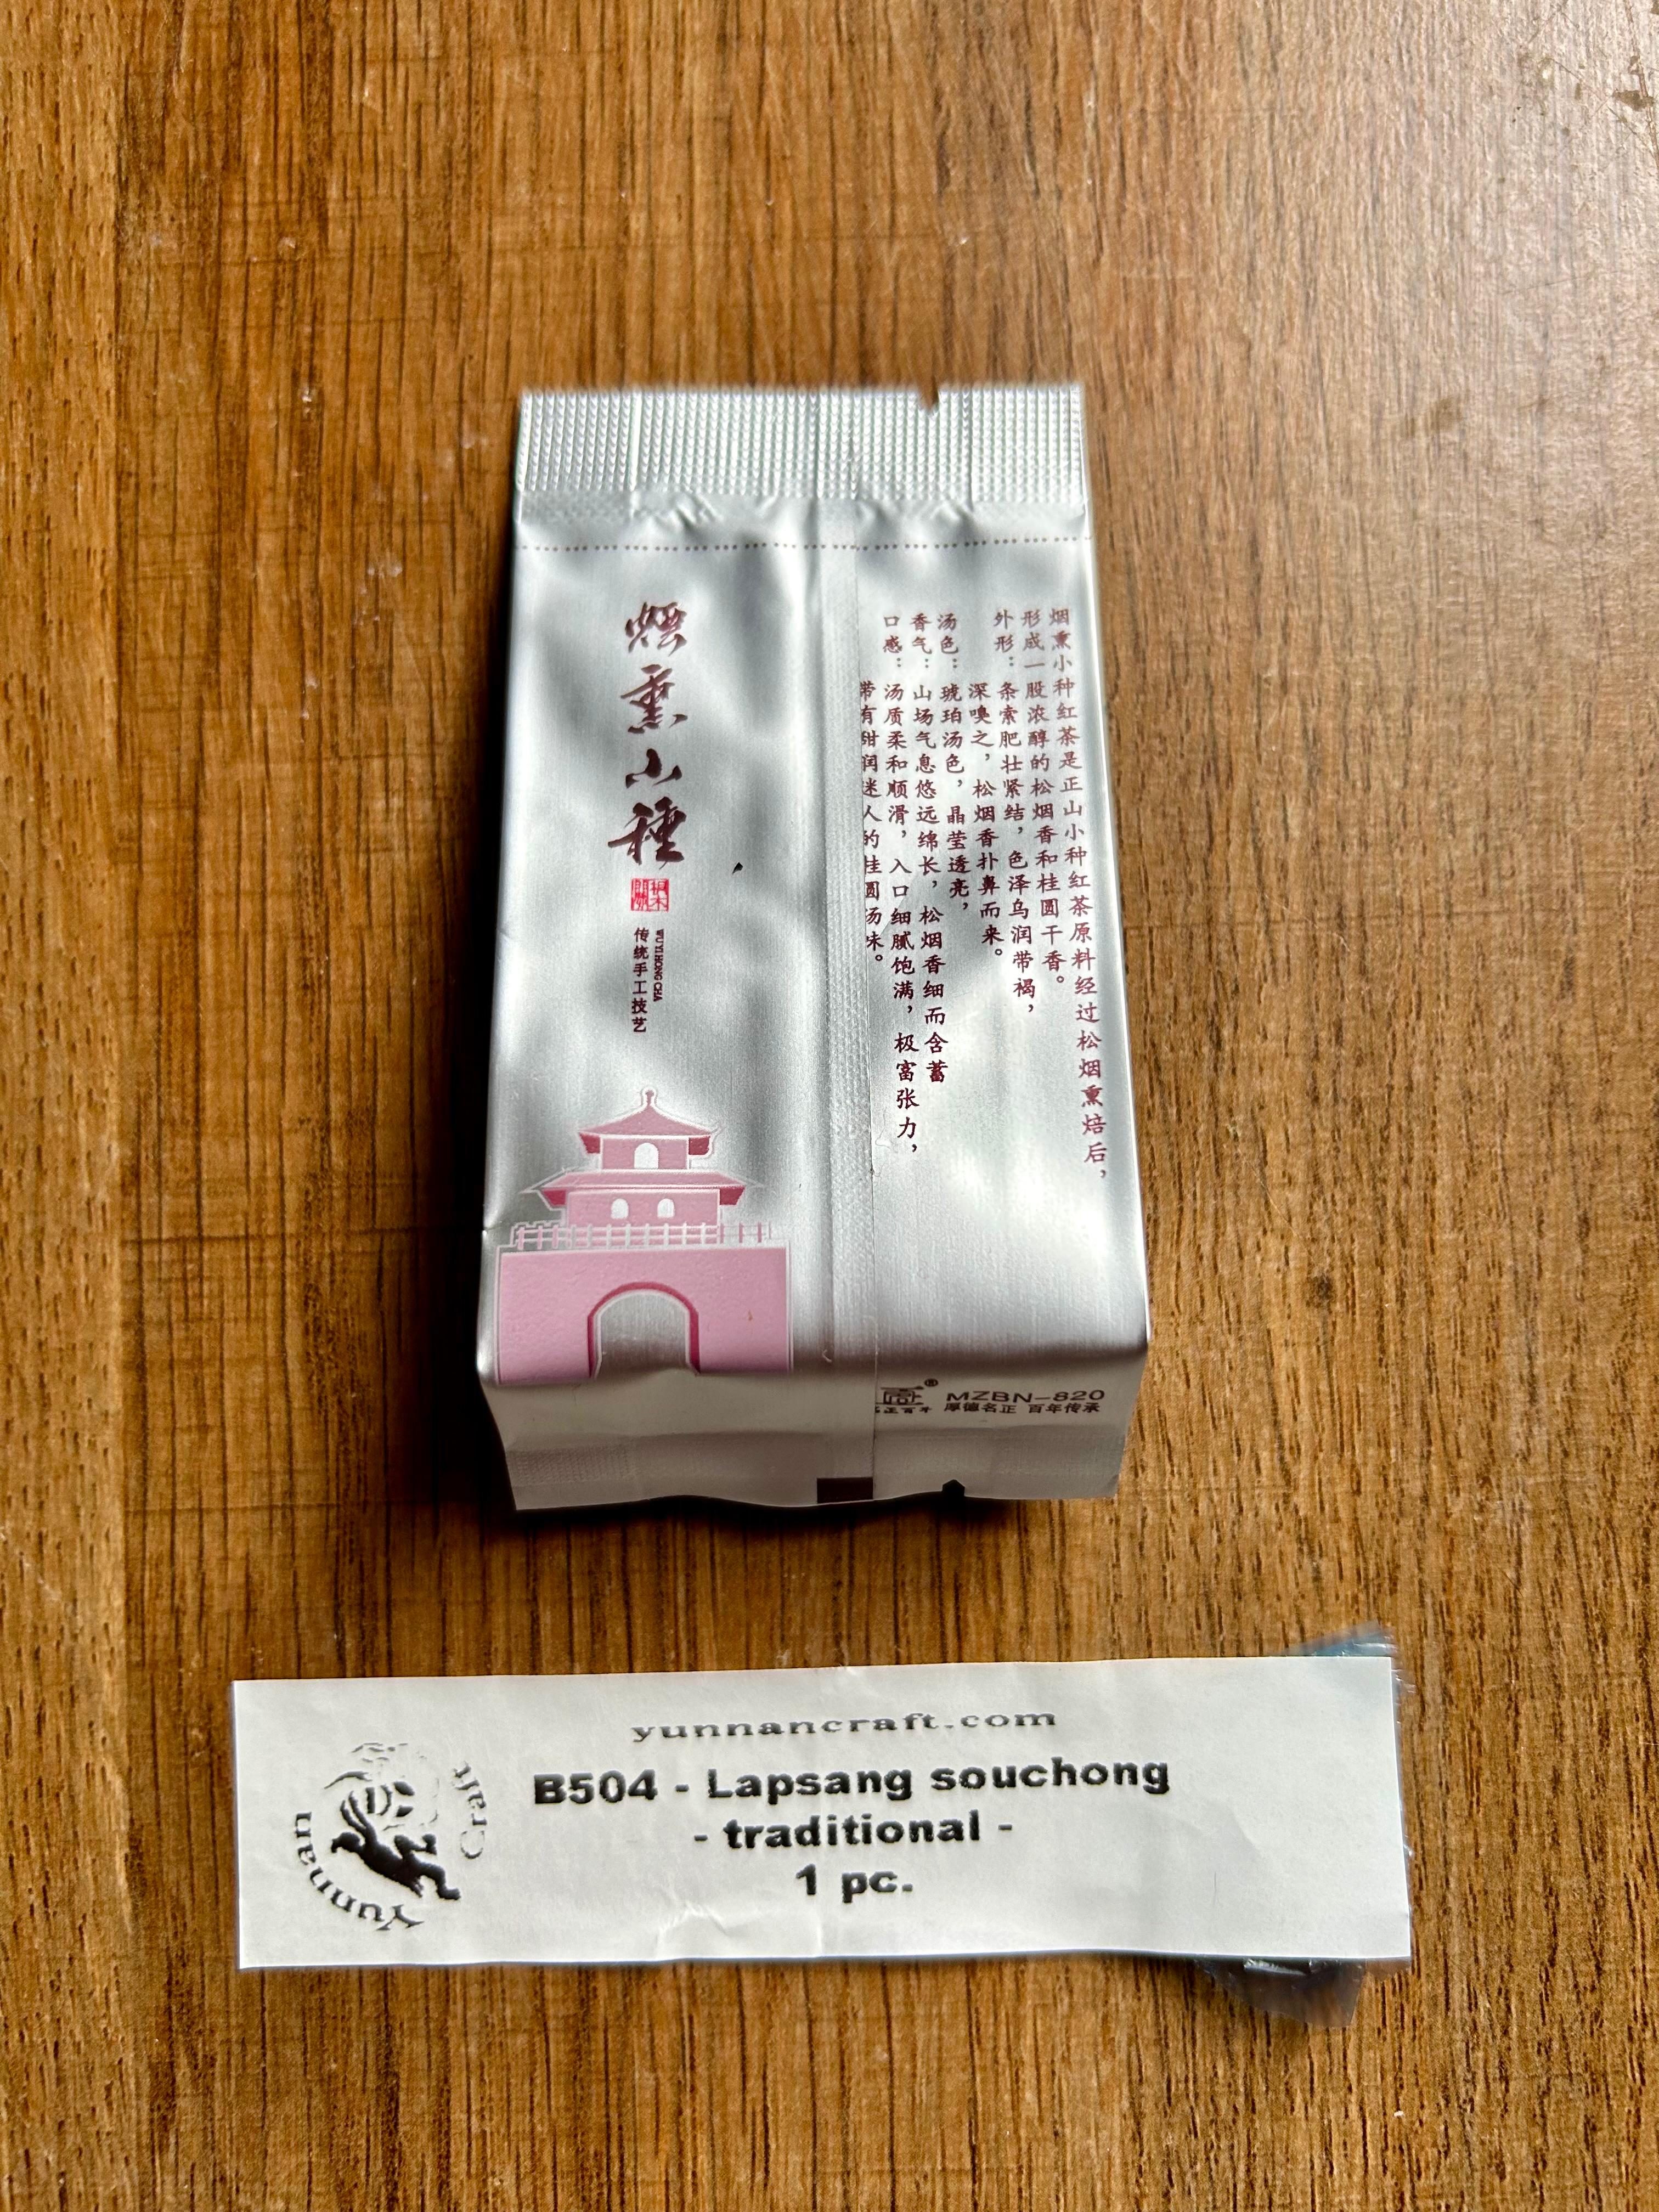 烟熏小種
桐木
WUYI HONG CHA
传统手工技艺
烟熏小种红茶是正山小种红茶原料经过松烟熏焙后，
形成一股浓醇的松烟香和桂圆干香。
外形：条索肥壮紧结，色泽乌润带褐，
深嗅之，松烟香扑鼻而来。
汤色：琥珀汤色，晶莹透亮，
香气：山场气息悠远绵长，松烟香细而含蓄
口感：汤质柔和顺滑，入口细腻饱满，极富张力，
带有甜润迷人的桂圆汤味。
MZBN-820
厚德名正 百年传承
yunnancraft.com
B504 - Lapsang souchong
- traditional -
1 pc.
Yunnan Craft